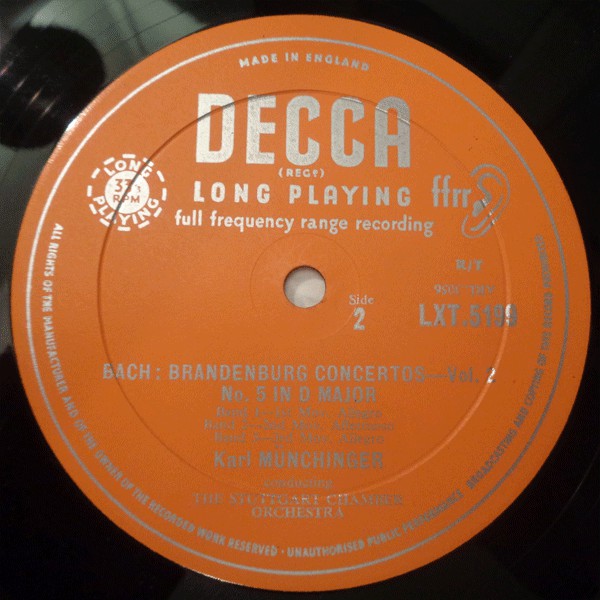 MADE IN ENGLAND
DECCA
(REGD)
LONG PLAYING ffrr
full frequency range recording
LONG PLAYING 33⅓ RPM
R/T
Side
2
LXT.5199
BACH: BRANDENBURG CONCERTOS—Vol. 2
No. 5 IN D MAJOR
Karl MÜNCHINGER
conducting
THE STUTTGART CHAMBER
ORCHESTRA
ALL RIGHTS OF THE MANUFACTURER AND OF THE OWNER OF THE RECORDED WORK RESERVED · UNAUTHORISED PUBLIC PERFORMANCE BROADCASTING AND COPYING OF THIS RECORD PROHIBITED